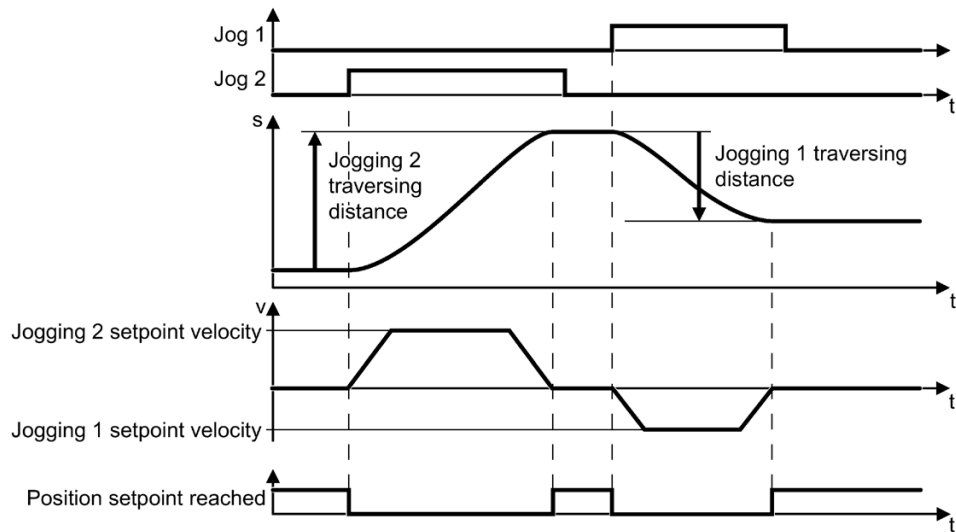 Jog 1
Jog 2
t
s
Jogging 2
traversing
distance
Jogging 1 traversing
distance
t
v
Jogging 2 setpoint velocity
t
Jogging 1 setpoint velocity
Position setpoint reached
t